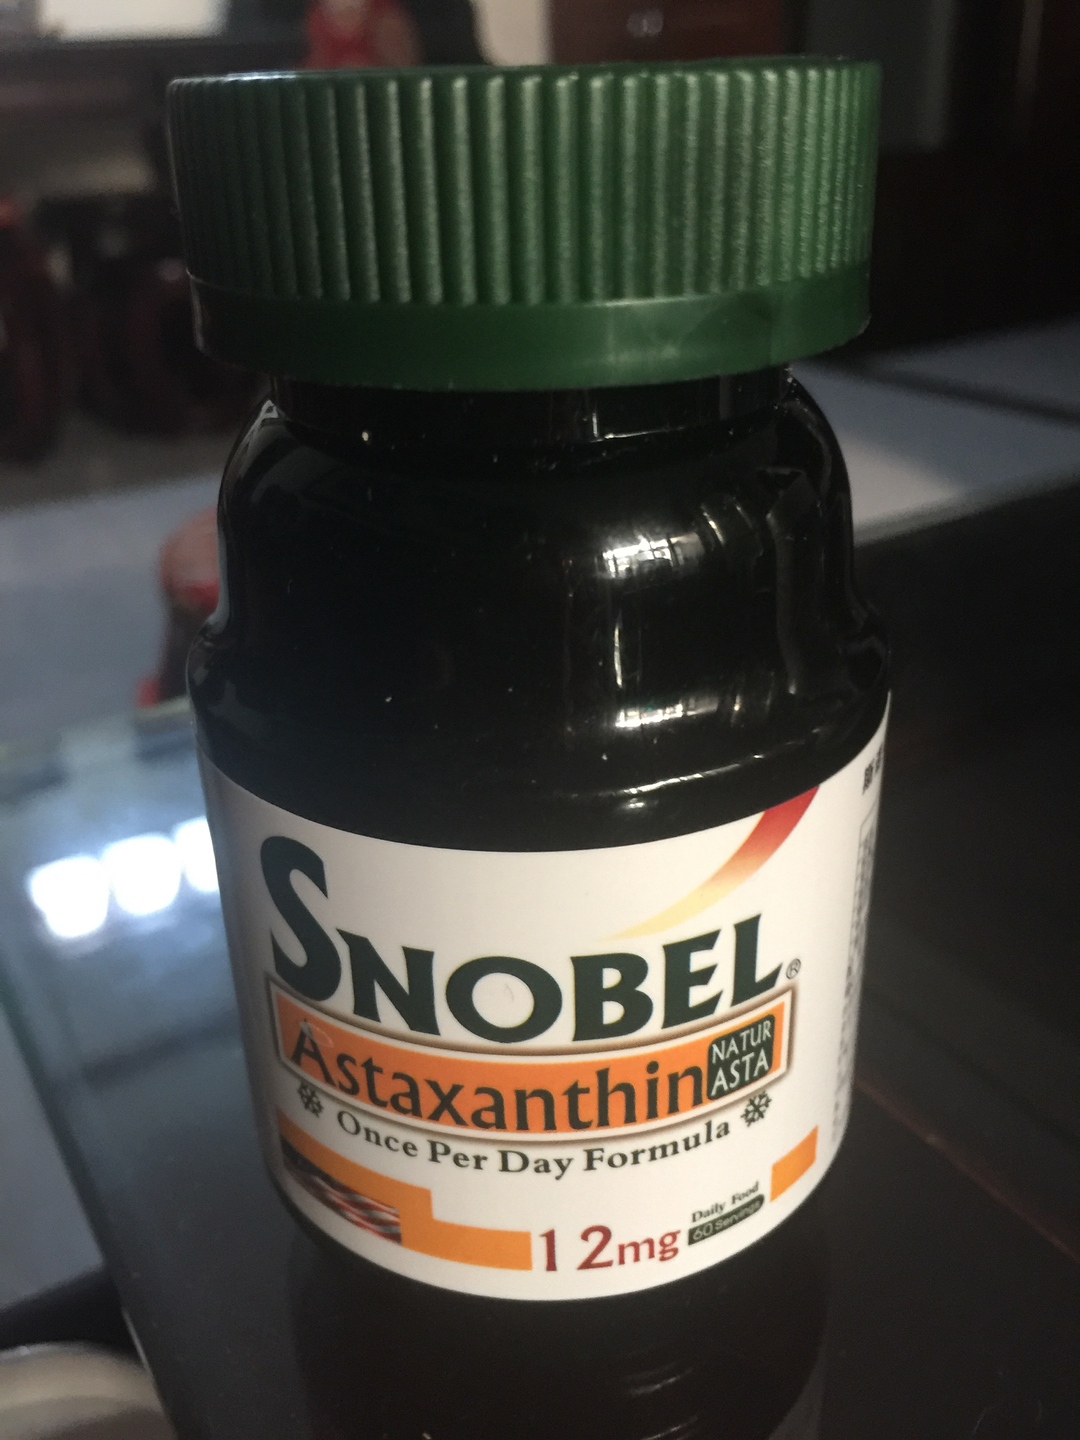 SNOBEL®
Astaxanthin
NATUR
ASTA
Once Per Day Formula
12mg
Daily Food
60 Servings